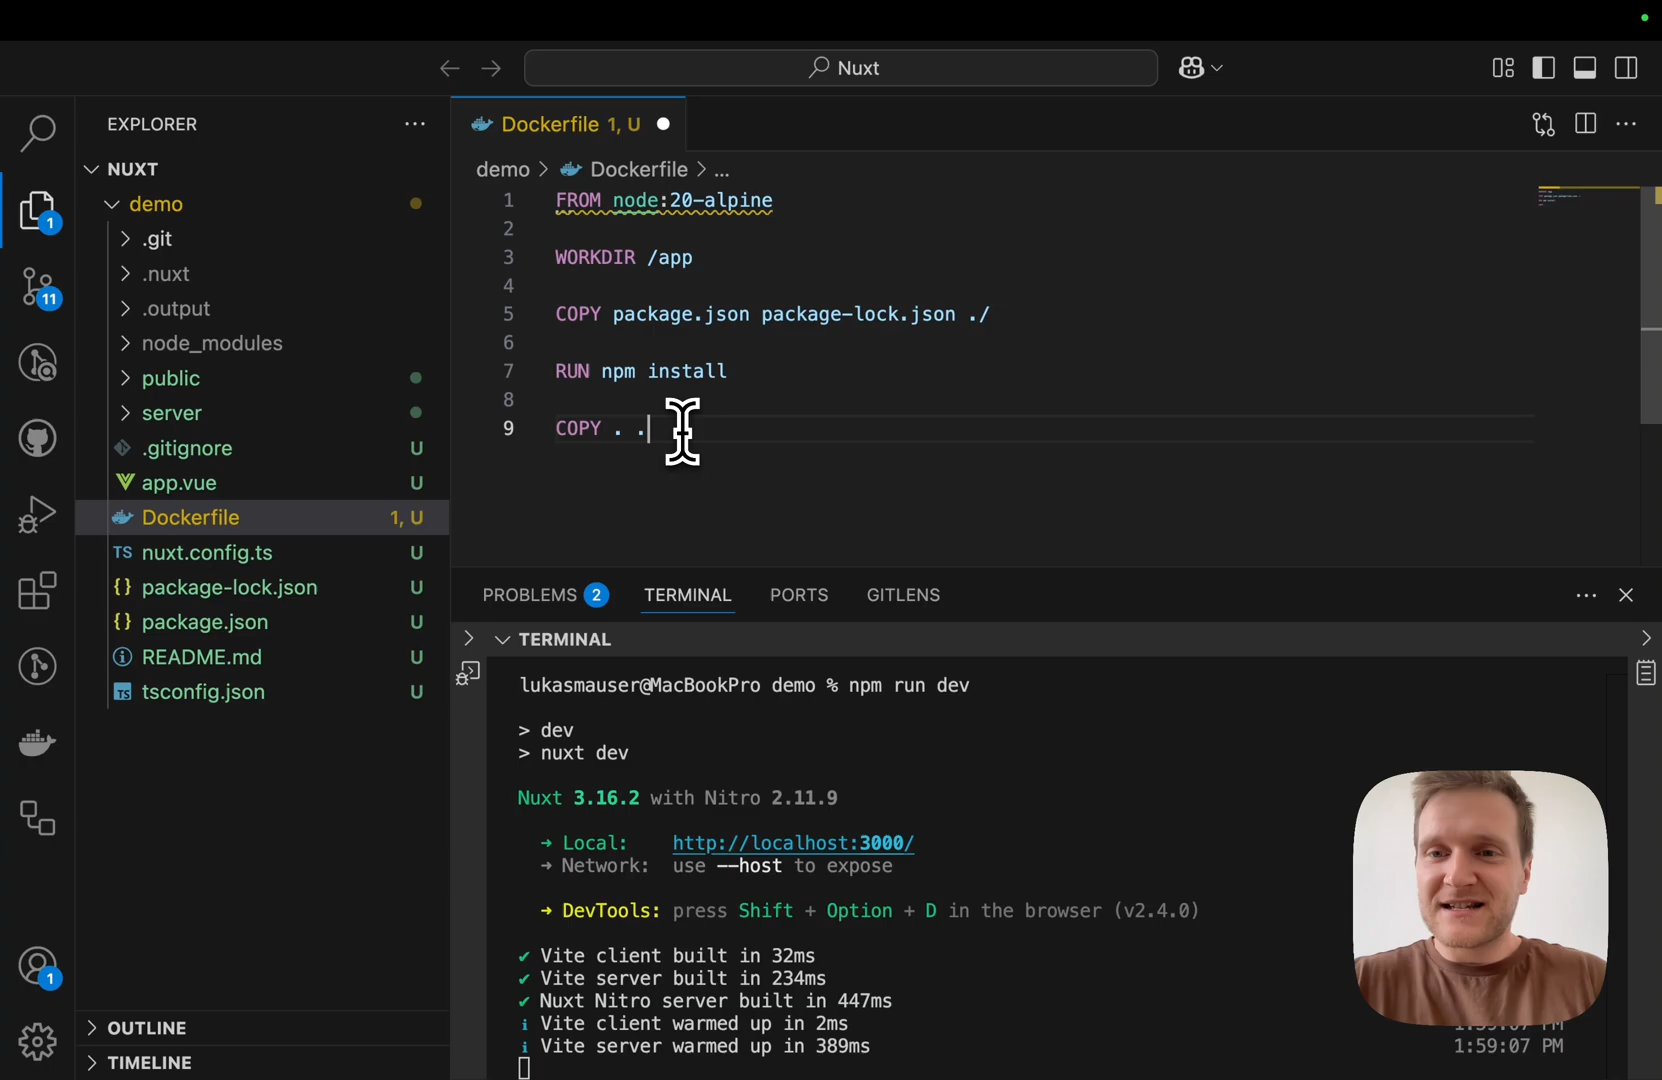 Nuxt
EXPLORER
Dockerfile 1, U
NUXT
demo > Dockerfile > ...
demo
.git
.nuxt
.output
node_modules
public
server
.gitignore U
app.vue U
Dockerfile 1, U
nuxt.config.ts U
package-lock.json U
package.json U
README.md U
tsconfig.json U
OUTLINE
TIMELINE
1
11
1
1 FROM node:20-alpine
2
3 WORKDIR /app
4
5 COPY package.json package-lock.json ./
6
7 RUN npm install
8
9 COPY . .
PROBLEMS 2 TERMINAL PORTS GITLENS
TERMINAL
lukasmauser@MacBookPro demo % npm run dev
> dev
> nuxt dev
Nuxt 3.16.2 with Nitro 2.11.9
➜ Local: http://localhost:3000/
➜ Network: use --host to expose
➜ DevTools: press Shift + Option + D in the browser (v2.4.0)
✔ Vite client built in 32ms
✔ Vite server built in 234ms
✔ Nuxt Nitro server built in 447ms
ℹ Vite client warmed up in 2ms
ℹ Vite server warmed up in 389ms 1:59:07 PM